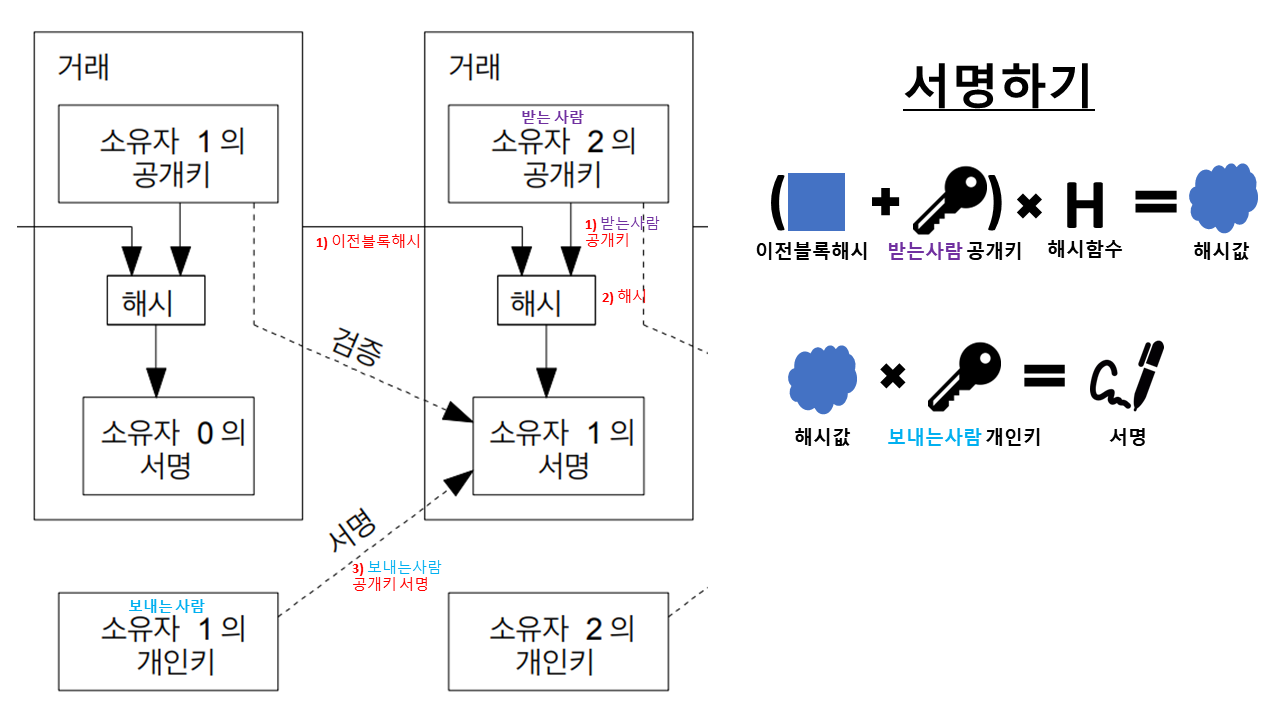 거래
소유자 1 의
공개키
해시
소유자 0 의
서명
보내는 사람
소유자 1 의
개인키
검증
서명
1) 이전블록해시
3) 보내는사람
공개키 서명
거래
받는 사람
소유자 2 의
공개키
1) 받는사람
공개키
해시
2) 해시
소유자 1 의
서명
소유자 2 의
개인키
서명하기
( + ) × H =
이전블록해시 받는사람 공개키 해시함수 해시값
× =
해시값 보내는사람 개인키 서명